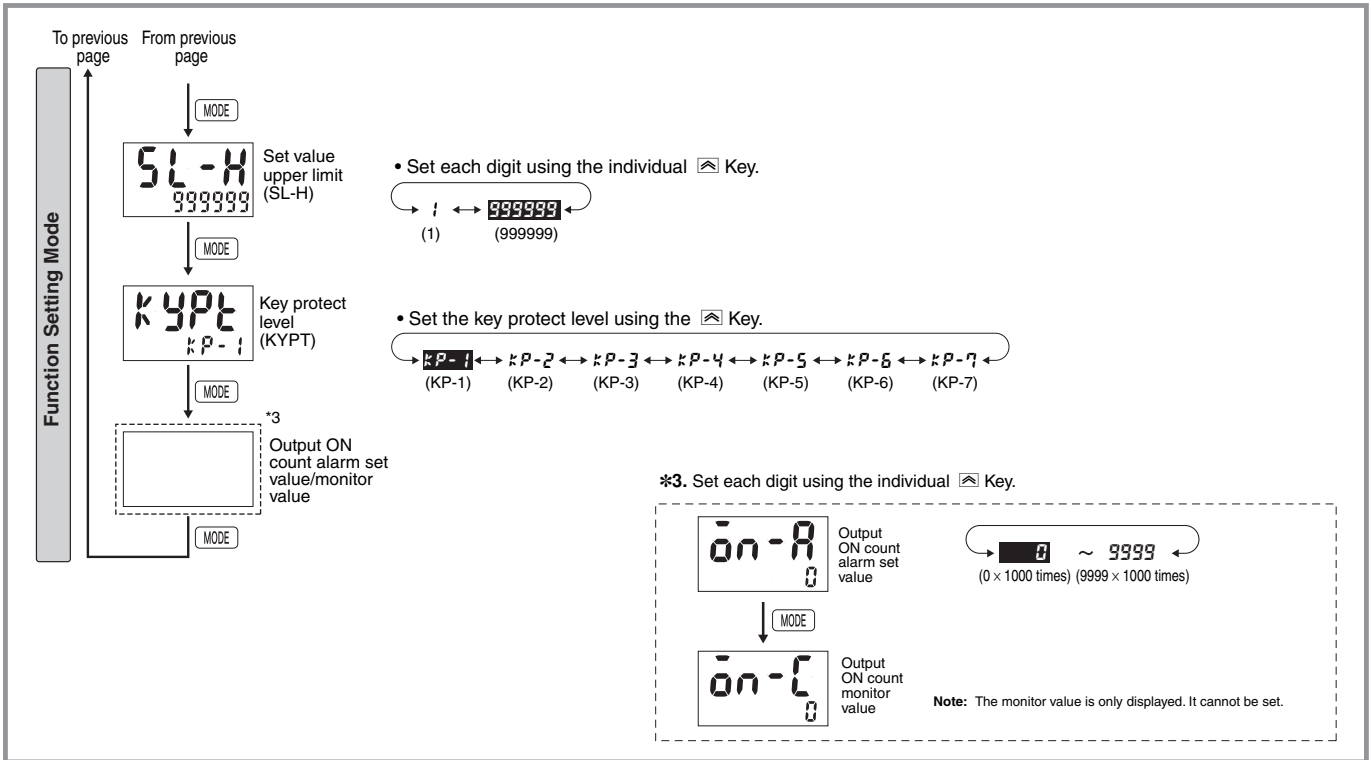 To previous page
From previous page
Function Setting Mode
MODE
SL-H
999999
Set value
upper limit
(SL-H)
• Set each digit using the individual Key.
1 999999
(1) (999999)
MODE
KYPt
KP-1
Key protect
level
(KYPT)
• Set the key protect level using the Key.
KP-1 KP-2 KP-3 KP-4 KP-5 KP-6 KP-7
(KP-1) (KP-2) (KP-3) (KP-4) (KP-5) (KP-6) (KP-7)
MODE
*3
Output ON
count alarm set
value/monitor
value
MODE
*3. Set each digit using the individual Key.
on-A
0
Output
ON count
alarm set
value
0 ~ 9999
(0 × 1000 times) (9999 × 1000 times)
MODE
on-C
0
Output
ON count
monitor
value
Note: The monitor value is only displayed. It cannot be set.